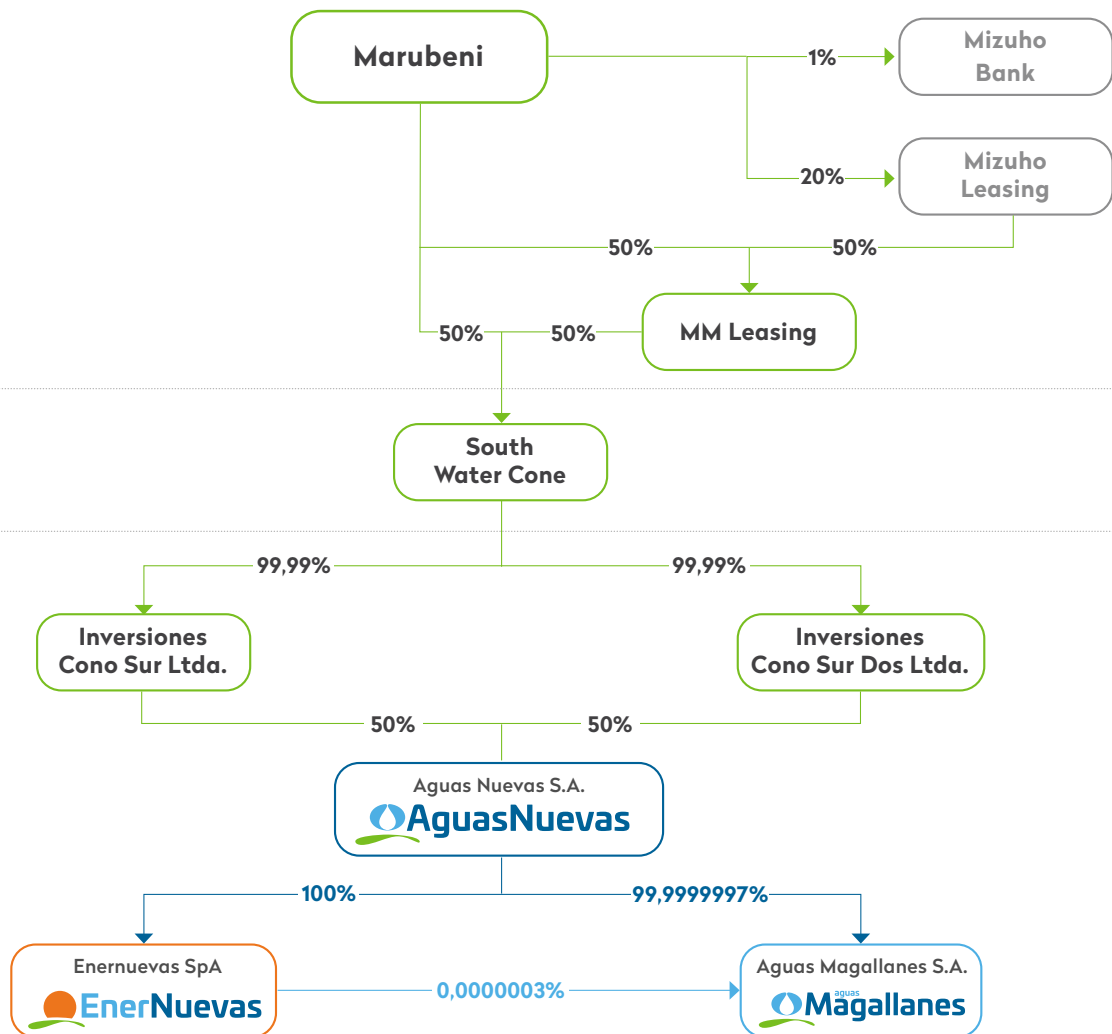 Marubeni
1%
Mizuho
Bank
20%
Mizuho
Leasing
50%
50%
50%
50%
MM Leasing
South
Water Cone
99,99%
99,99%
Inversiones
Cono Sur Ltda.
Inversiones
Cono Sur Dos Ltda.
50%
50%
Aguas Nuevas S.A.
AguasNuevas
100%
99,9999997%
Enernuevas SpA
EnerNuevas
0,0000003%
Aguas Magallanes S.A.
aguas
Magallanes